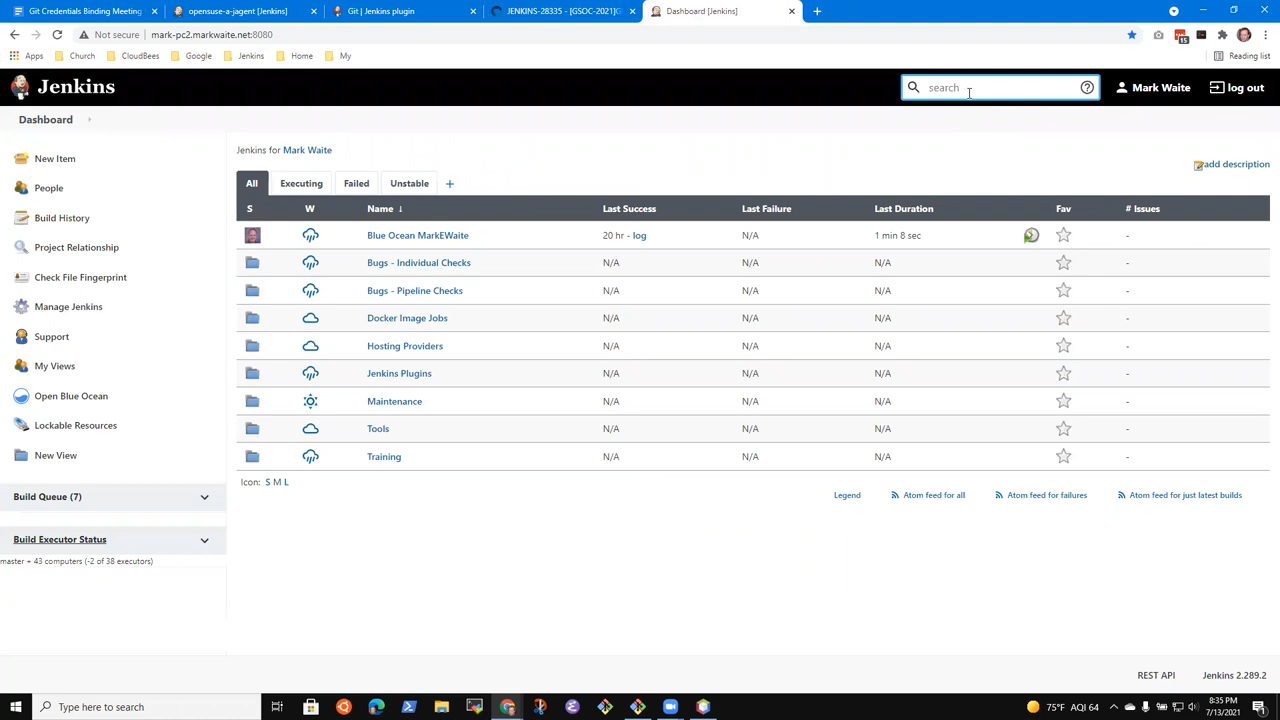 Git Credentials Binding Meeting
opensuse-a-jagent [Jenkins]
Git | Jenkins plugin
JENKINS-28335 - [GSOC-2021]G
Dashboard [Jenkins]
Not secure | mark-pc2.markwaite.net:8080
15
Apps Church CloudBees Google Jenkins Home My Reading list
Jenkins
search
Mark Waite
log out
Dashboard
New Item
People
Build History
Project Relationship
Check File Fingerprint
Manage Jenkins
Support
My Views
Open Blue Ocean
Lockable Resources
New View
Build Queue (7)
Build Executor Status
master + 43 computers (-2 of 38 executors)
Jenkins for Mark Waite
add description
All Executing Failed Unstable +
S W Name ↓ Last Success Last Failure Last Duration Fav # Issues
Blue Ocean MarkEWaite 20 hr - log N/A 1 min 8 sec -
Bugs - Individual Checks N/A N/A N/A -
Bugs - Pipeline Checks N/A N/A N/A -
Docker Image Jobs N/A N/A N/A -
Hosting Providers N/A N/A N/A -
Jenkins Plugins N/A N/A N/A -
Maintenance N/A N/A N/A -
Tools N/A N/A N/A -
Training N/A N/A N/A -
Icon: S M L
Legend Atom feed for all Atom feed for failures Atom feed for just latest builds
REST API Jenkins 2.289.2
Type here to search
75°F AQI 64
8:35 PM
7/13/2021